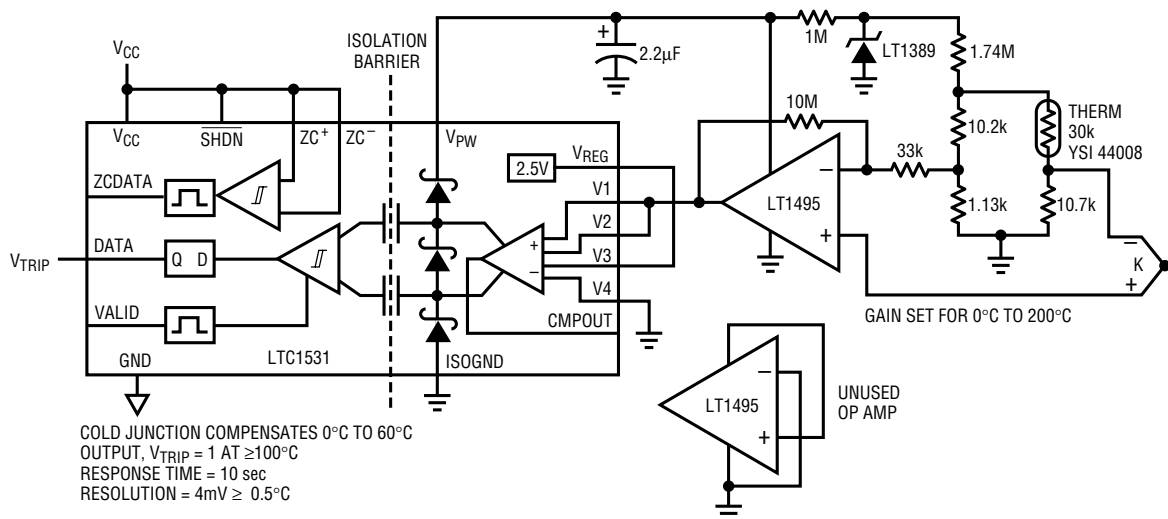 ISOLATION
BARRIER
V_CC
+
2.2µF
1M
LT1389
1.74M
V_CC
SHDN
ZC+
ZC−
V_PW
10M
10.2k
THERM
30k
YSI 44008
2.5V
V_REG
33k
ZCDATA
V1
−
LT1495
+
1.13k
10.7k
V2
V_TRIP
DATA
Q D
+
−
V3
V4
−
K
+
VALID
CMPOUT
GAIN SET FOR 0°C TO 200°C
GND
LTC1531
ISOGND
−
LT1495
+
UNUSED
OP AMP
COLD JUNCTION COMPENSATES 0°C TO 60°C
OUTPUT, V_TRIP = 1 AT ≥100°C
RESPONSE TIME = 10 sec
RESOLUTION = 4mV ≥ 0.5°C